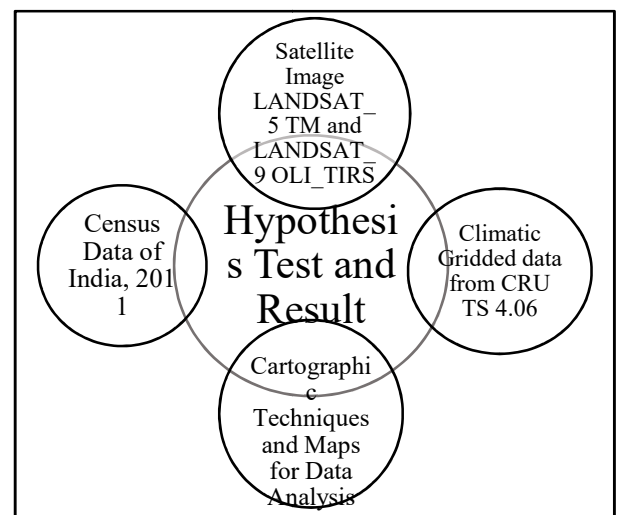 Satellite
Image
LANDSAT_
5 TM and
LANDSAT_
9 OLI_TIRS
Census
Data of
India, 201
1
Hypothesi
s Test and
Result
Climatic
Gridded data
from CRU
TS 4.06
Cartographi
c
Techniques
and Maps
for Data
Analysis